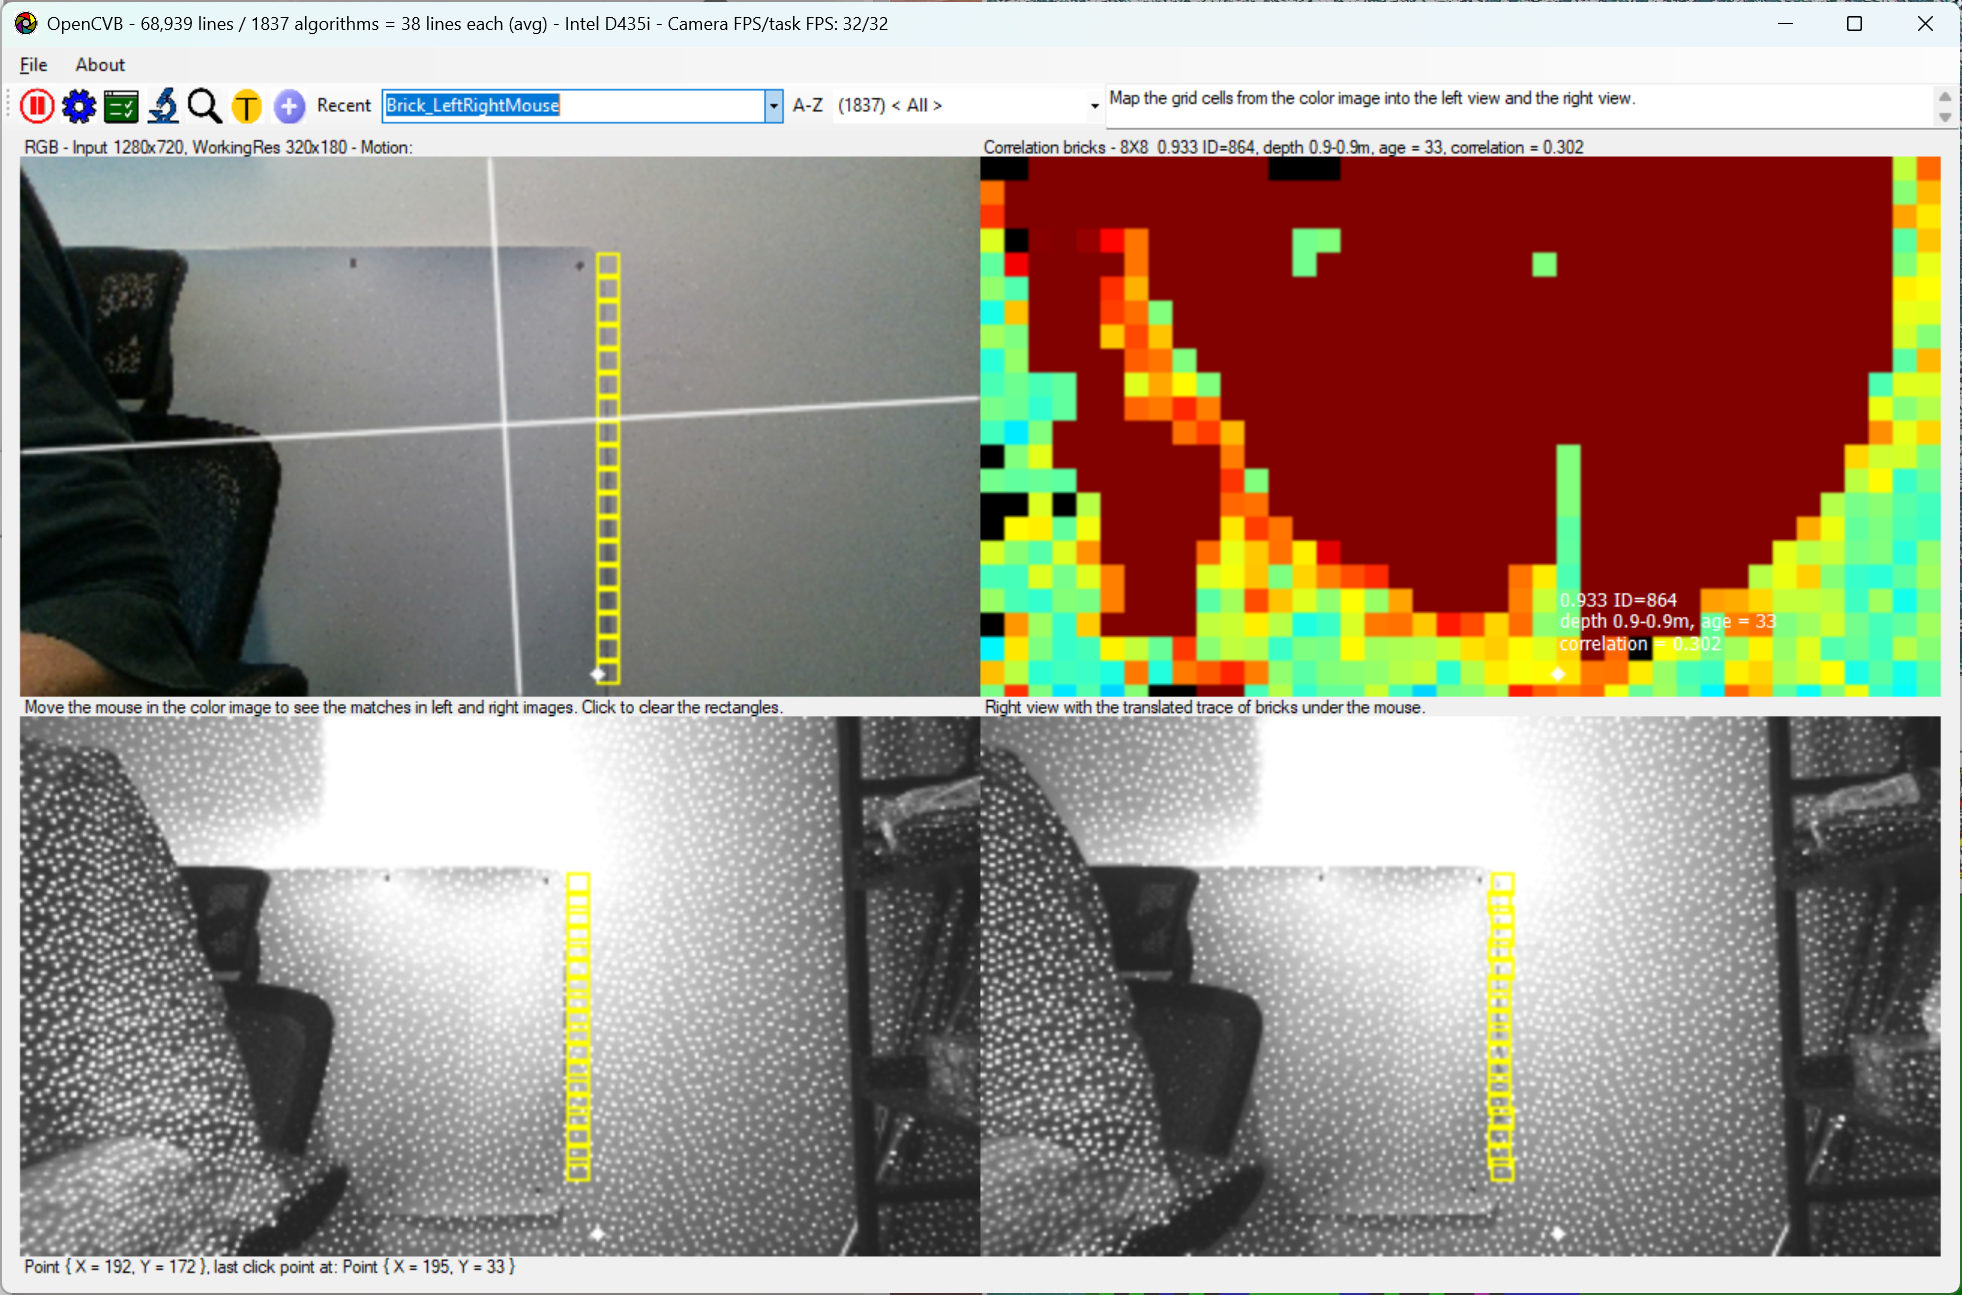 OpenCVB - 68,939 lines / 1837 algorithms = 38 lines each (avg) - Intel D435i - Camera FPS/task FPS: 32/32
File About
T Recent Brick_LeftRightMouse A-Z (1837) < All > Map the grid cells from the color image into the left view and the right view.
RGB - Input 1280x720, WorkingRes 320x180 - Motion:
Correlation bricks - 8X8 0.933 ID=864, depth 0.9-0.9m, age = 33, correlation = 0.302
0.933 ID=864
depth 0.9-0.9m, age = 33
correlation = 0.302
Move the mouse in the color image to see the matches in left and right images. Click to clear the rectangles.
Right view with the translated trace of bricks under the mouse.
Point { X = 192, Y = 172 }, last click point at: Point { X = 195, Y = 33 }